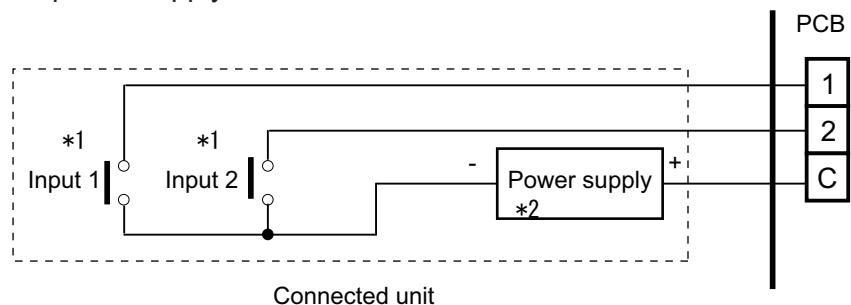 PCB
1
*1 *1
2
- +
Input 1 Input 2 Power supply C
*2
Connected unit